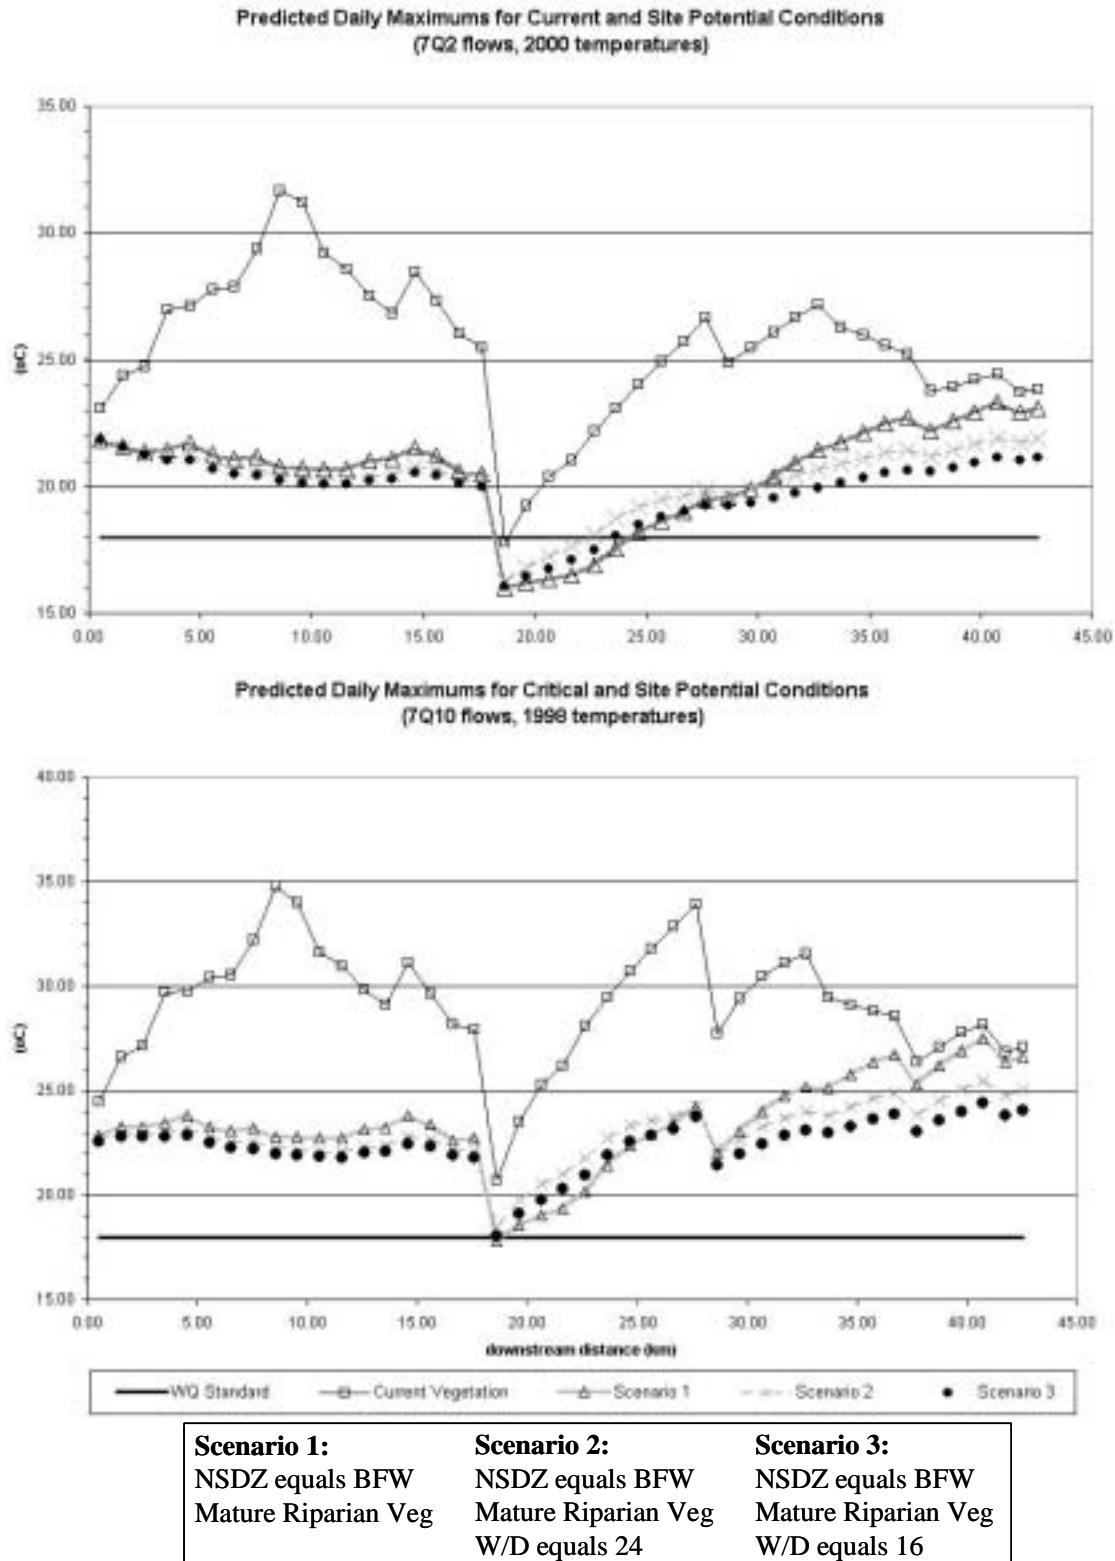 Predicted Daily Maximums for Current and Site Potential Conditions
(7Q2 flows, 2000 temperatures)
35.00
30.00
25.00
20.00
15.00
(oC)
0.00 5.00 10.00 15.00 20.00 25.00 30.00 35.00 40.00 45.00
Predicted Daily Maximums for Critical and Site Potential Conditions
(7Q10 flows, 1998 temperatures)
40.00
35.00
30.00
25.00
20.00
15.00
(oC)
0.00 5.00 10.00 15.00 20.00 25.00 30.00 35.00 40.00 45.00
downstream distance (km)
WQ Standard Current Vegetation Scenario 1 Scenario 2 Scenario 3
Scenario 1: Scenario 2: Scenario 3:
NSDZ equals BFW NSDZ equals BFW NSDZ equals BFW
Mature Riparian Veg Mature Riparian Veg Mature Riparian Veg
W/D equals 24 W/D equals 16